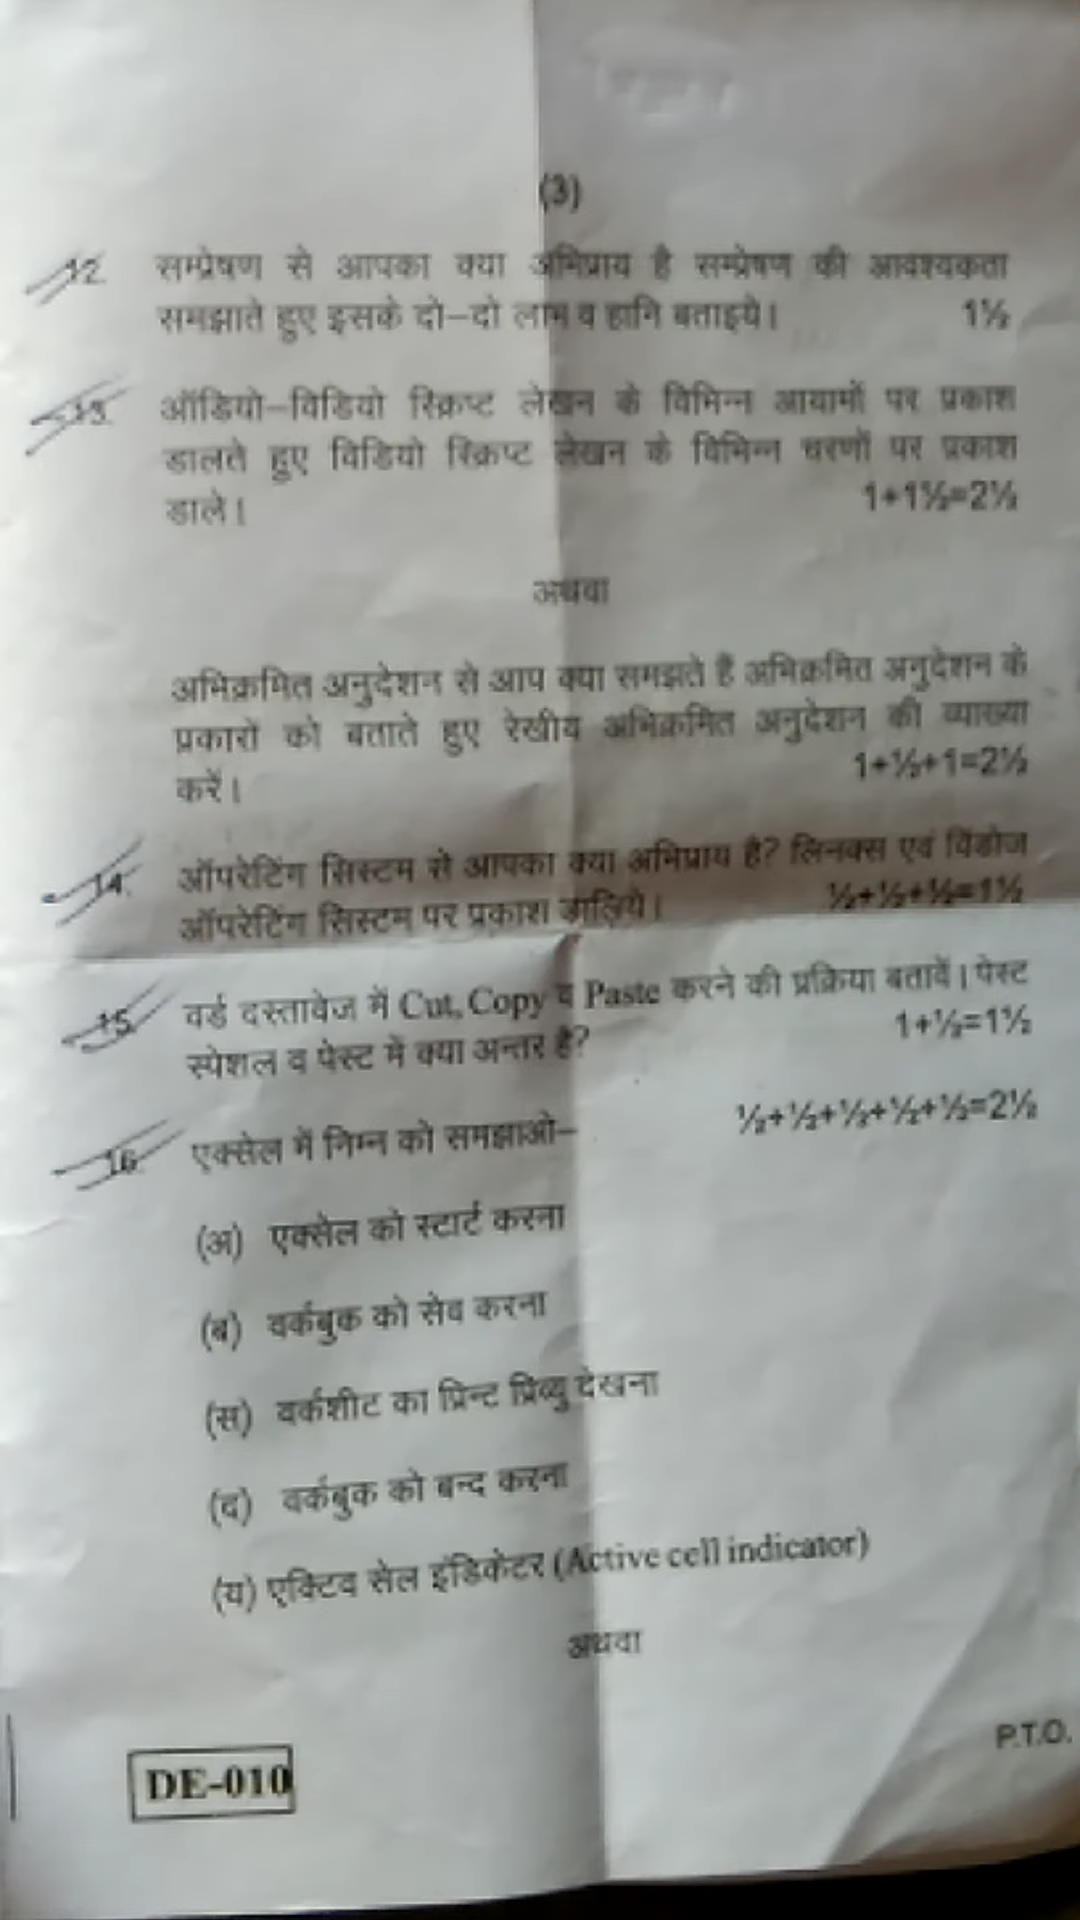 (3)
12. सम्प्रेषण से आपका क्या अभिप्राय है सम्प्रेषण की आवश्यकता
समझाते हुए इसके दो-दो लाभ व हानि बताइये। 1½
13. ऑडियो-विडियो स्क्रिप्ट लेखन के विभिन्न आयामों पर प्रकाश
डालते हुए विडियो स्क्रिप्ट लेखन के विभिन्न चरणों पर प्रकाश
डाले। 1+1½=2½
अथवा
अभिक्रमित अनुदेशन से आप क्या समझते हैं अभिक्रमित अनुदेशन के
प्रकारों को बताते हुए रेखीय अभिक्रमित अनुदेशन की व्याख्या
करें। 1+½+1=2½
14. ऑपरेटिंग सिस्टम से आपका क्या अभिप्राय है? लिनक्स एवं विंडोज
ऑपरेटिंग सिस्टम पर प्रकाश डालिये। ½+½+½=1½
15. वर्ड दस्तावेज में Cut, Copy व Paste करने की प्रक्रिया बतावें। पेस्ट
स्पेशल व पेस्ट में क्या अन्तर है? 1+½=1½
16. एक्सेल में निम्न को समझाओ- ½+½+½+½+½=2½
(अ) एक्सेल को स्टार्ट करना
(ब) वर्कबुक को सेव करना
(स) वर्कशीट का प्रिन्ट प्रिव्यु देखना
(द) वर्कबुक को बन्द करना
(य) एक्टिव सेल इंडिकेटर (Active cell indicator)
अथवा
P.T.O.
DE-010